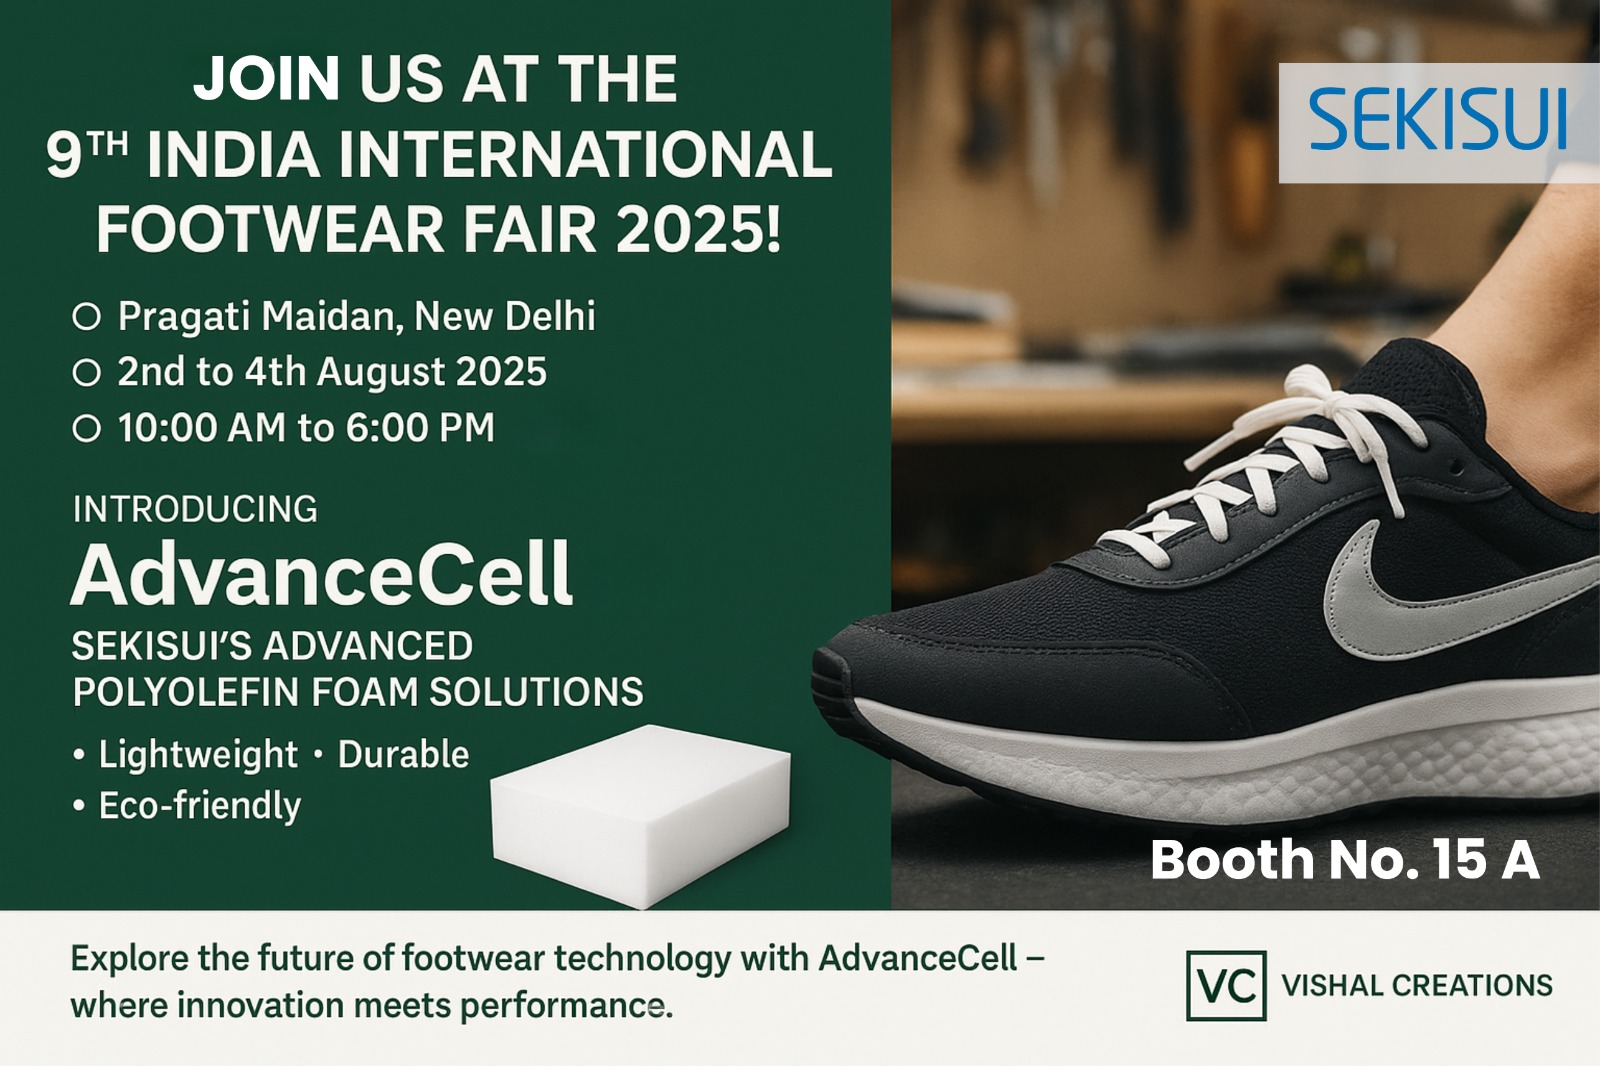 JOIN US AT THE
9TH INDIA INTERNATIONAL
FOOTWEAR FAIR 2025!
Pragati Maidan, New Delhi
2nd to 4th August 2025
10:00 AM to 6:00 PM
INTRODUCING
AdvanceCell
SEKISUI'S ADVANCED
POLYOLEFIN FOAM SOLUTIONS
• Lightweight • Durable
• Eco-friendly
SEKISUI
Booth No. 15 A
Explore the future of footwear technology with AdvanceCell –
where innovation meets performance.
VC VISHAL CREATIONS